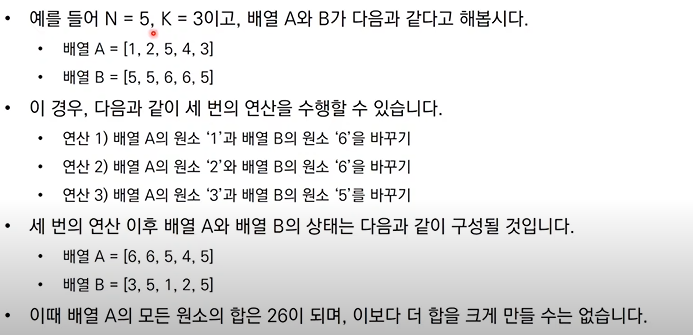 • 예를 들어 N = 5, K = 3이고, 배열 A와 B가 다음과 같다고 해봅시다.
• 배열 A = [1, 2, 5, 4, 3]
• 배열 B = [5, 5, 6, 6, 5]
• 이 경우, 다음과 같이 세 번의 연산을 수행할 수 있습니다.
• 연산 1) 배열 A의 원소 ‘1’과 배열 B의 원소 ‘6’을 바꾸기
• 연산 2) 배열 A의 원소 ‘2’와 배열 B의 원소 ‘6’을 바꾸기
• 연산 3) 배열 A의 원소 ‘3’과 배열 B의 원소 ‘5’를 바꾸기
• 세 번의 연산 이후 배열 A와 배열 B의 상태는 다음과 같이 구성될 것입니다.
• 배열 A = [6, 6, 5, 4, 5]
• 배열 B = [3, 5, 1, 2, 5]
• 이때 배열 A의 모든 원소의 합은 26이 되며, 이보다 더 합을 크게 만들 수는 없습니다.